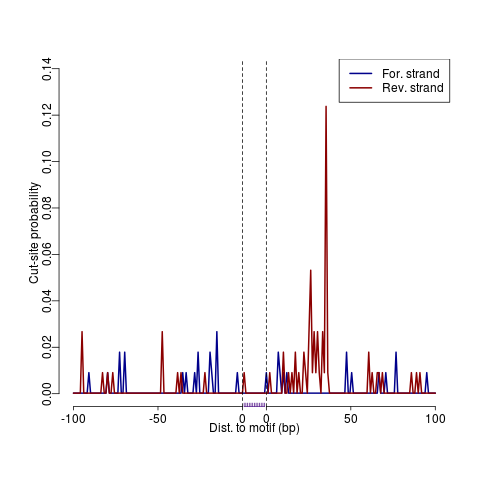 For. strand
Rev. strand
Cut-site probability
0.14
0.12
0.10
0.08
0.06
0.04
0.02
0.00
-100 -50 0 0 50 100
Dist. to motif (bp)